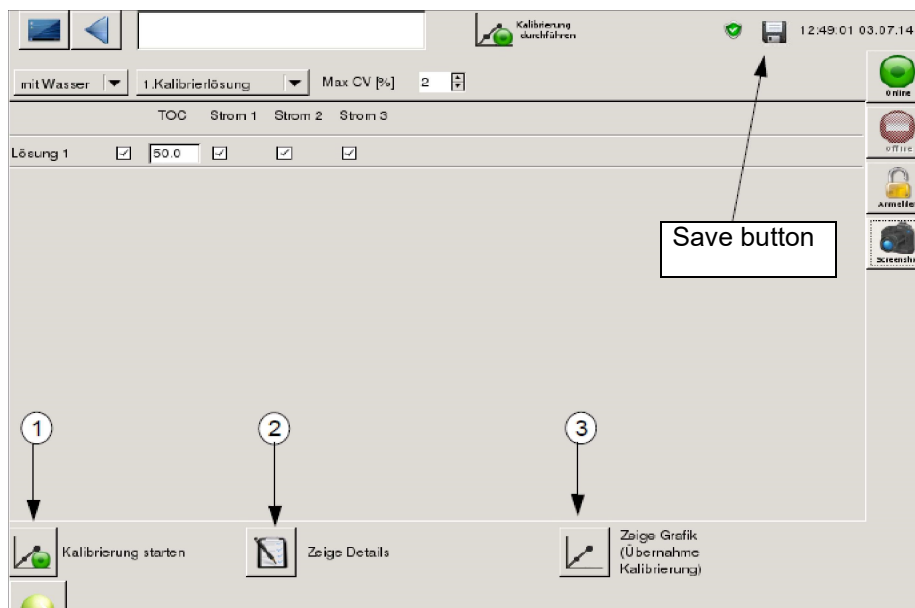 Kalibrierung
durchführen
12:49:01 03.07.14
mit Wasser 1.Kalibrierlösung Max CV [%] 2
Online
TOC Strom 1 Strom 2 Strom 3
Offline
Lösung 1 50.0
Anmelden
Save button
Screenshot
1 2 3
Kalibrierung starten
Zeige Details
Zeige Grafik
(Übernahme
Kalibrierung)